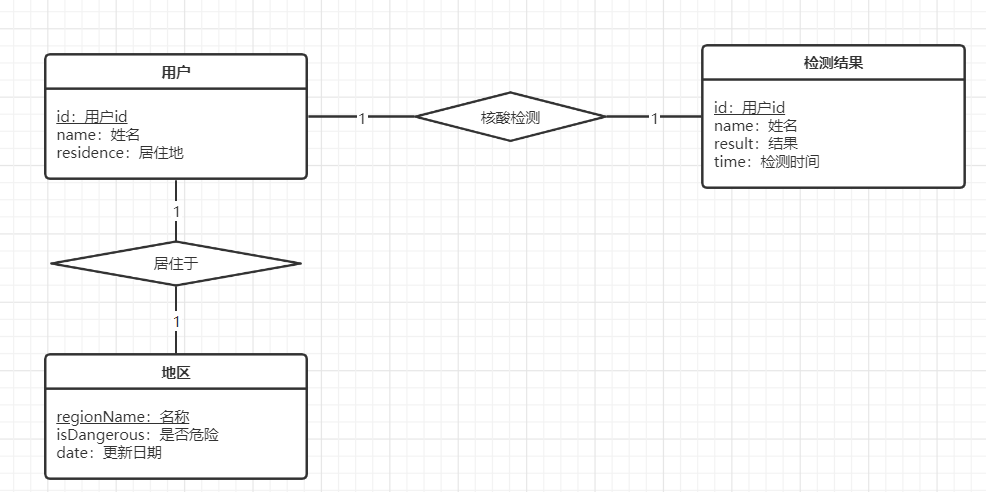 用户
id：用户id
name：姓名
residence：居住地
1
核酸检测
1
检测结果
id：用户id
name：姓名
result：结果
time：检测时间
1
居住于
1
地区
regionName：名称
isDangerous：是否危险
date：更新日期